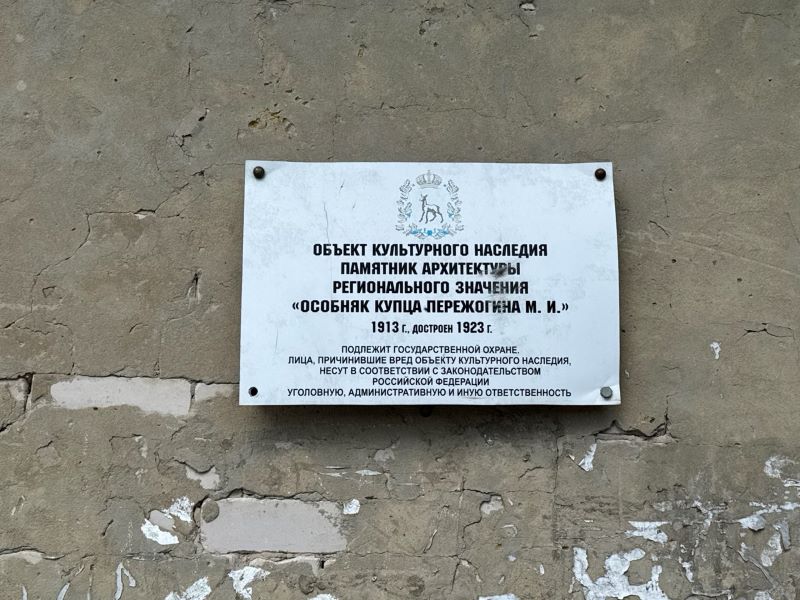 ОБЪЕКТ КУЛЬТУРНОГО НАСЛЕДИЯ
ПАМЯТНИК АРХИТЕКТУРЫ
РЕГИОНАЛЬНОГО ЗНАЧЕНИЯ
«ОСОБНЯК КУПЦА ПЕРЕЖОГИНА М. И.»
1913 Г., ДОСТРОЕН 1923 Г.
ПОДЛЕЖИТ ГОСУДАРСТВЕННОЙ ОХРАНЕ.
ЛИЦА, ПРИЧИНИВШИЕ ВРЕД ОБЪЕКТУ КУЛЬТУРНОГО НАСЛЕДИЯ,
НЕСУТ В СООТВЕТСТВИИ С ЗАКОНОДАТЕЛЬСТВОМ
РОССИЙСКОЙ ФЕДЕРАЦИИ
УГОЛОВНУЮ, АДМИНИСТРАТИВНУЮ И ИНУЮ ОТВЕТСТВЕННОСТЬ